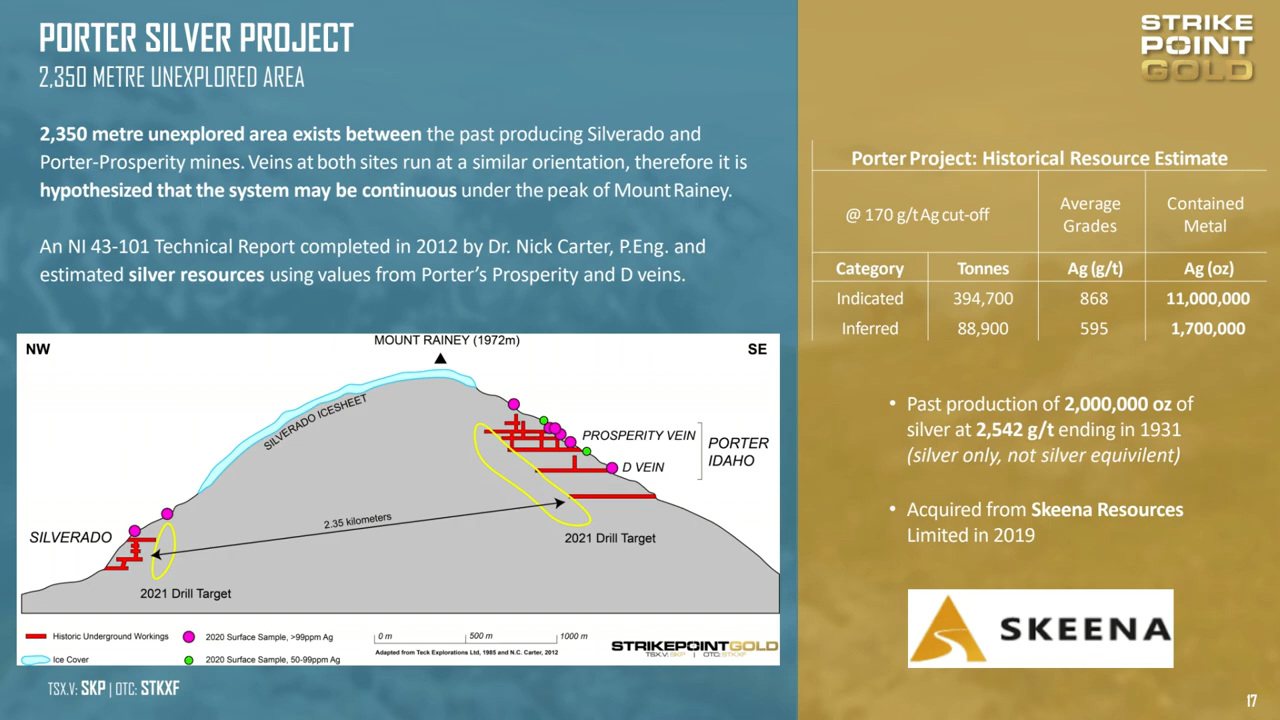 PORTER SILVER PROJECT
2,350 METRE UNEXPLORED AREA
2,350 metre unexplored area exists between the past producing Silverado and
Porter-Prosperity mines. Veins at both sites run at a similar orientation, therefore it is
hypothesized that the system may be continuous under the peak of Mount Rainey.
An NI 43-101 Technical Report completed in 2012 by Dr. Nick Carter, P.Eng. and
estimated silver resources using values from Porter's Prosperity and D veins.
NW
MOUNT RAINEY (1972m)
SE
SILVERADO ICESHEET
PROSPERITY VEIN
D VEIN
PORTER
IDAHO
SILVERADO
2.35 kilometers
2021 Drill Target
2021 Drill Target
Historic Underground Workings
2020 Surface Sample, >99ppm Ag
Ice Cover
2020 Surface Sample, 50-99ppm Ag
0 m 500 m 1000 m
Adapted from Teck Explorations Ltd, 1985 and N.C. Carter, 2012
STRIKEPOINTGOLD
TSX.V: SKP | OTC: STKXF
TSX.V: SKP | OTC: STKXF
STRIKE
POINT
GOLD
Porter Project: Historical Resource Estimate
@ 170 g/t Ag cut-off
Average
Grades
Contained
Metal
Category Tonnes Ag (g/t) Ag (oz)
Indicated 394,700 868 11,000,000
Inferred 88,900 595 1,700,000
• Past production of 2,000,000 oz of
silver at 2,542 g/t ending in 1931
(silver only, not silver equivilent)
• Acquired from Skeena Resources
Limited in 2019
SKEENA
17